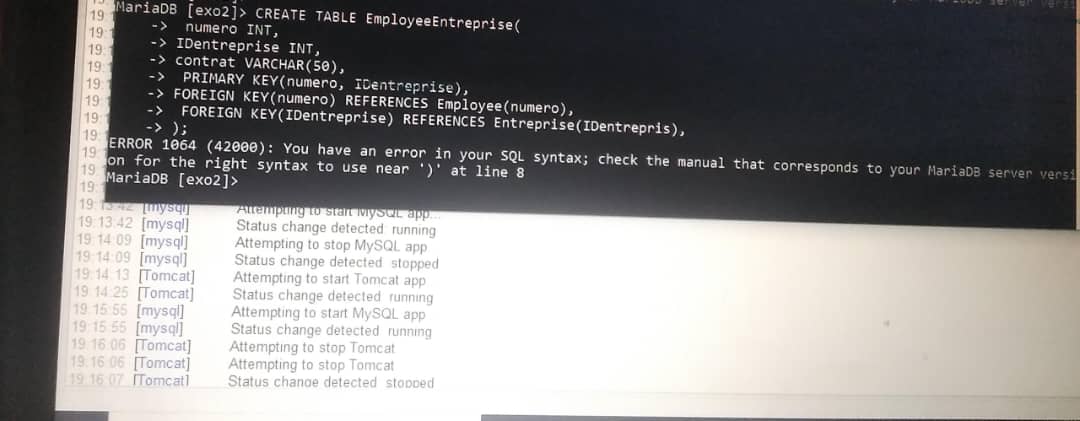 MariaDB [exo2]> CREATE TABLE EmployeeEntreprise(
-> numero INT,
-> IDentreprise INT,
-> contrat VARCHAR(50),
-> PRIMARY KEY(numero, IDentreprise),
-> FOREIGN KEY(numero) REFERENCES Employee(numero),
-> FOREIGN KEY(IDentreprise) REFERENCES Entreprise(IDentrepris),
-> );
ERROR 1064 (42000): You have an error in your SQL syntax; check the manual that corresponds to your MariaDB server versi
on for the right syntax to use near ')' at line 8
MariaDB [exo2]>
19:13:42 [mysql] Attempting to start MySQL app...
19:13:42 [mysql] Status change detected: running
19:14:09 [mysql] Attempting to stop MySQL app
19:14:09 [mysql] Status change detected: stopped
19:14:13 [Tomcat] Attempting to start Tomcat app
19:14:25 [Tomcat] Status change detected: running
19:15:55 [mysql] Attempting to start MySQL app
19:15:55 [mysql] Status change detected: running
19:16:06 [Tomcat] Attempting to stop Tomcat
19:16:06 [Tomcat] Attempting to stop Tomcat
19:16:07 [Tomcat] Status change detected: stopped